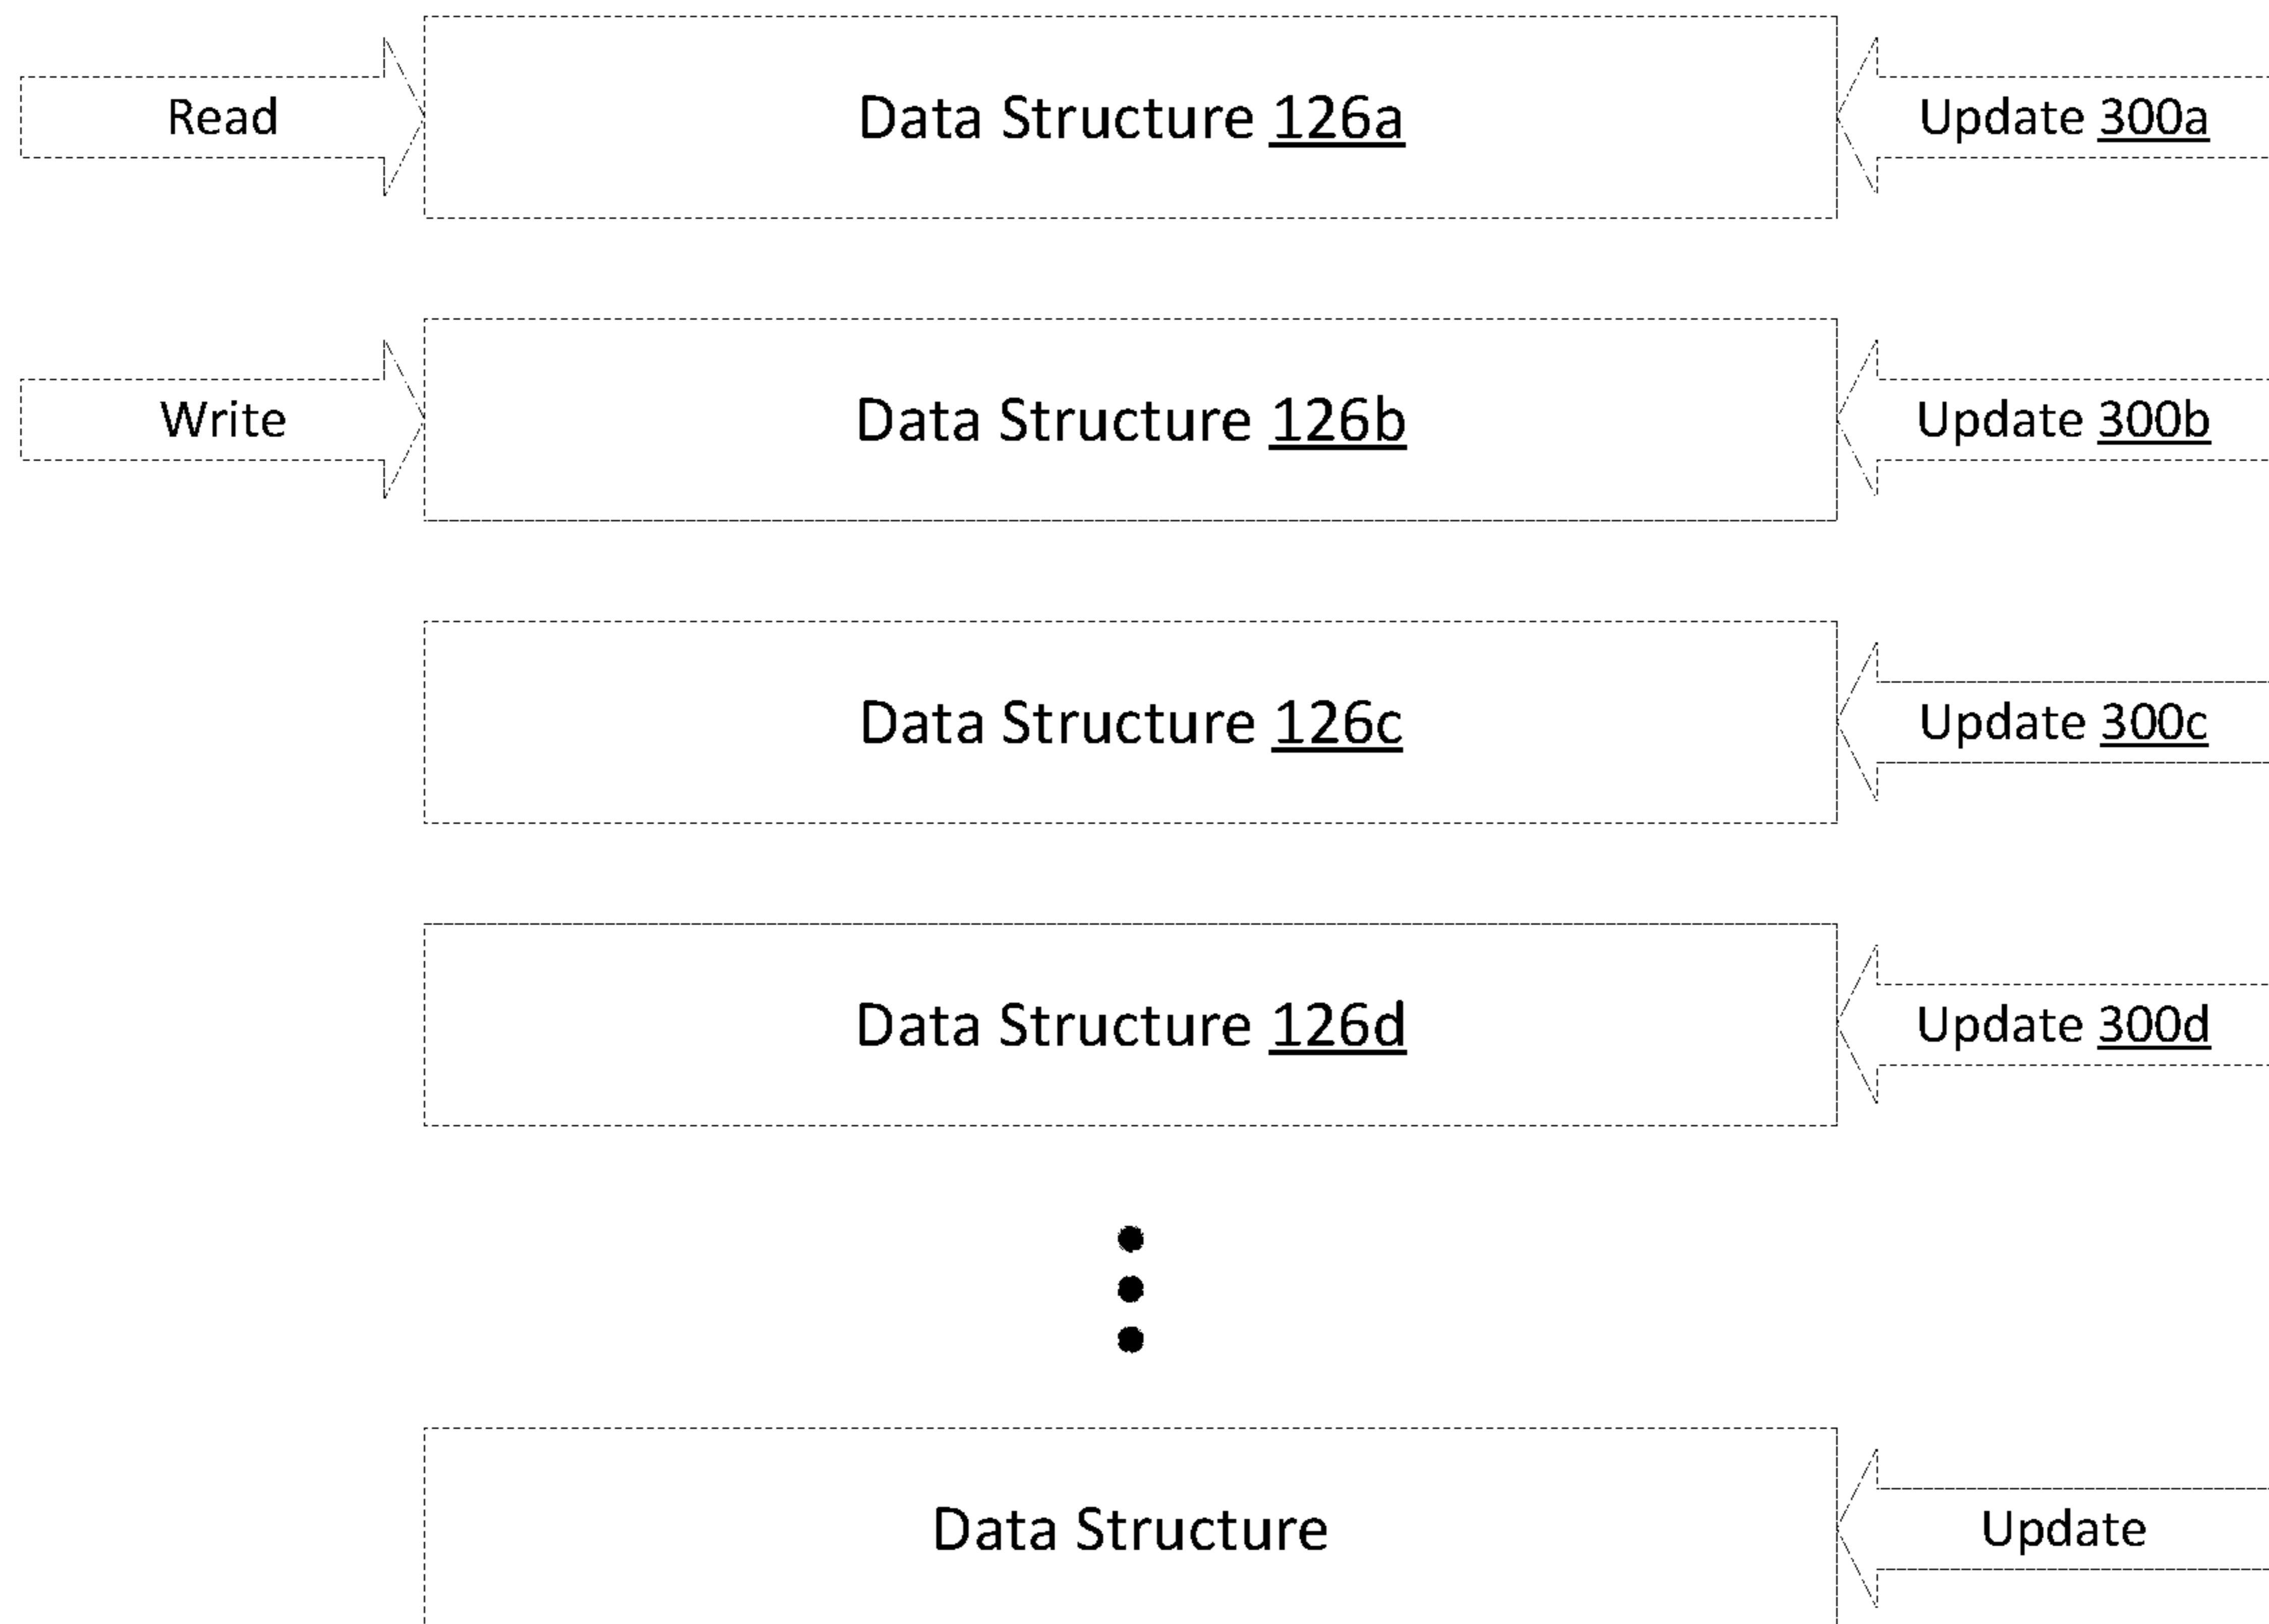 Read
Data Structure 126a
Update 300a
Write
Data Structure 126b
Update 300b
Data Structure 126c
Update 300c
Data Structure 126d
Update 300d
Data Structure
Update